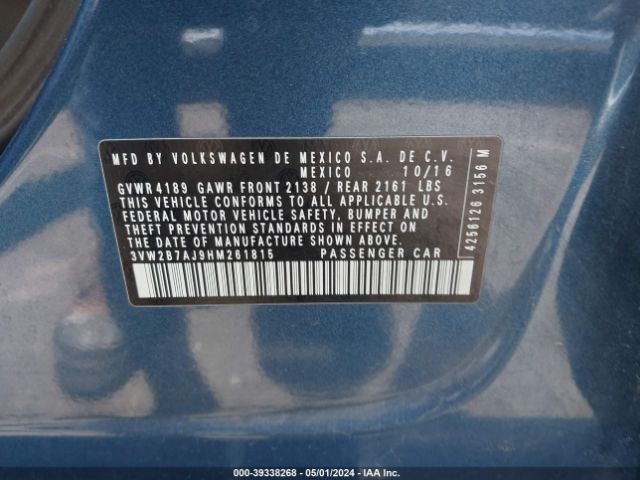 MFD BY VOLKSWAGEN DE MEXICO S.A. DE C.V.
MEXICO 10/16
GVWR 4189 GAWR FRONT 2138 / REAR 2161 LBS
THIS VEHICLE CONFORMS TO ALL APPLICABLE U.S.
FEDERAL MOTOR VEHICLE SAFETY, BUMPER AND
THEFT PREVENTION STANDARDS IN EFFECT ON
THE DATE OF MANUFACTURE SHOWN ABOVE.
3VW2B7AJ9HM261815 PASSENGER CAR
4256126 3156 M
000-39338268 - 05/01/2024 - IAA Inc.